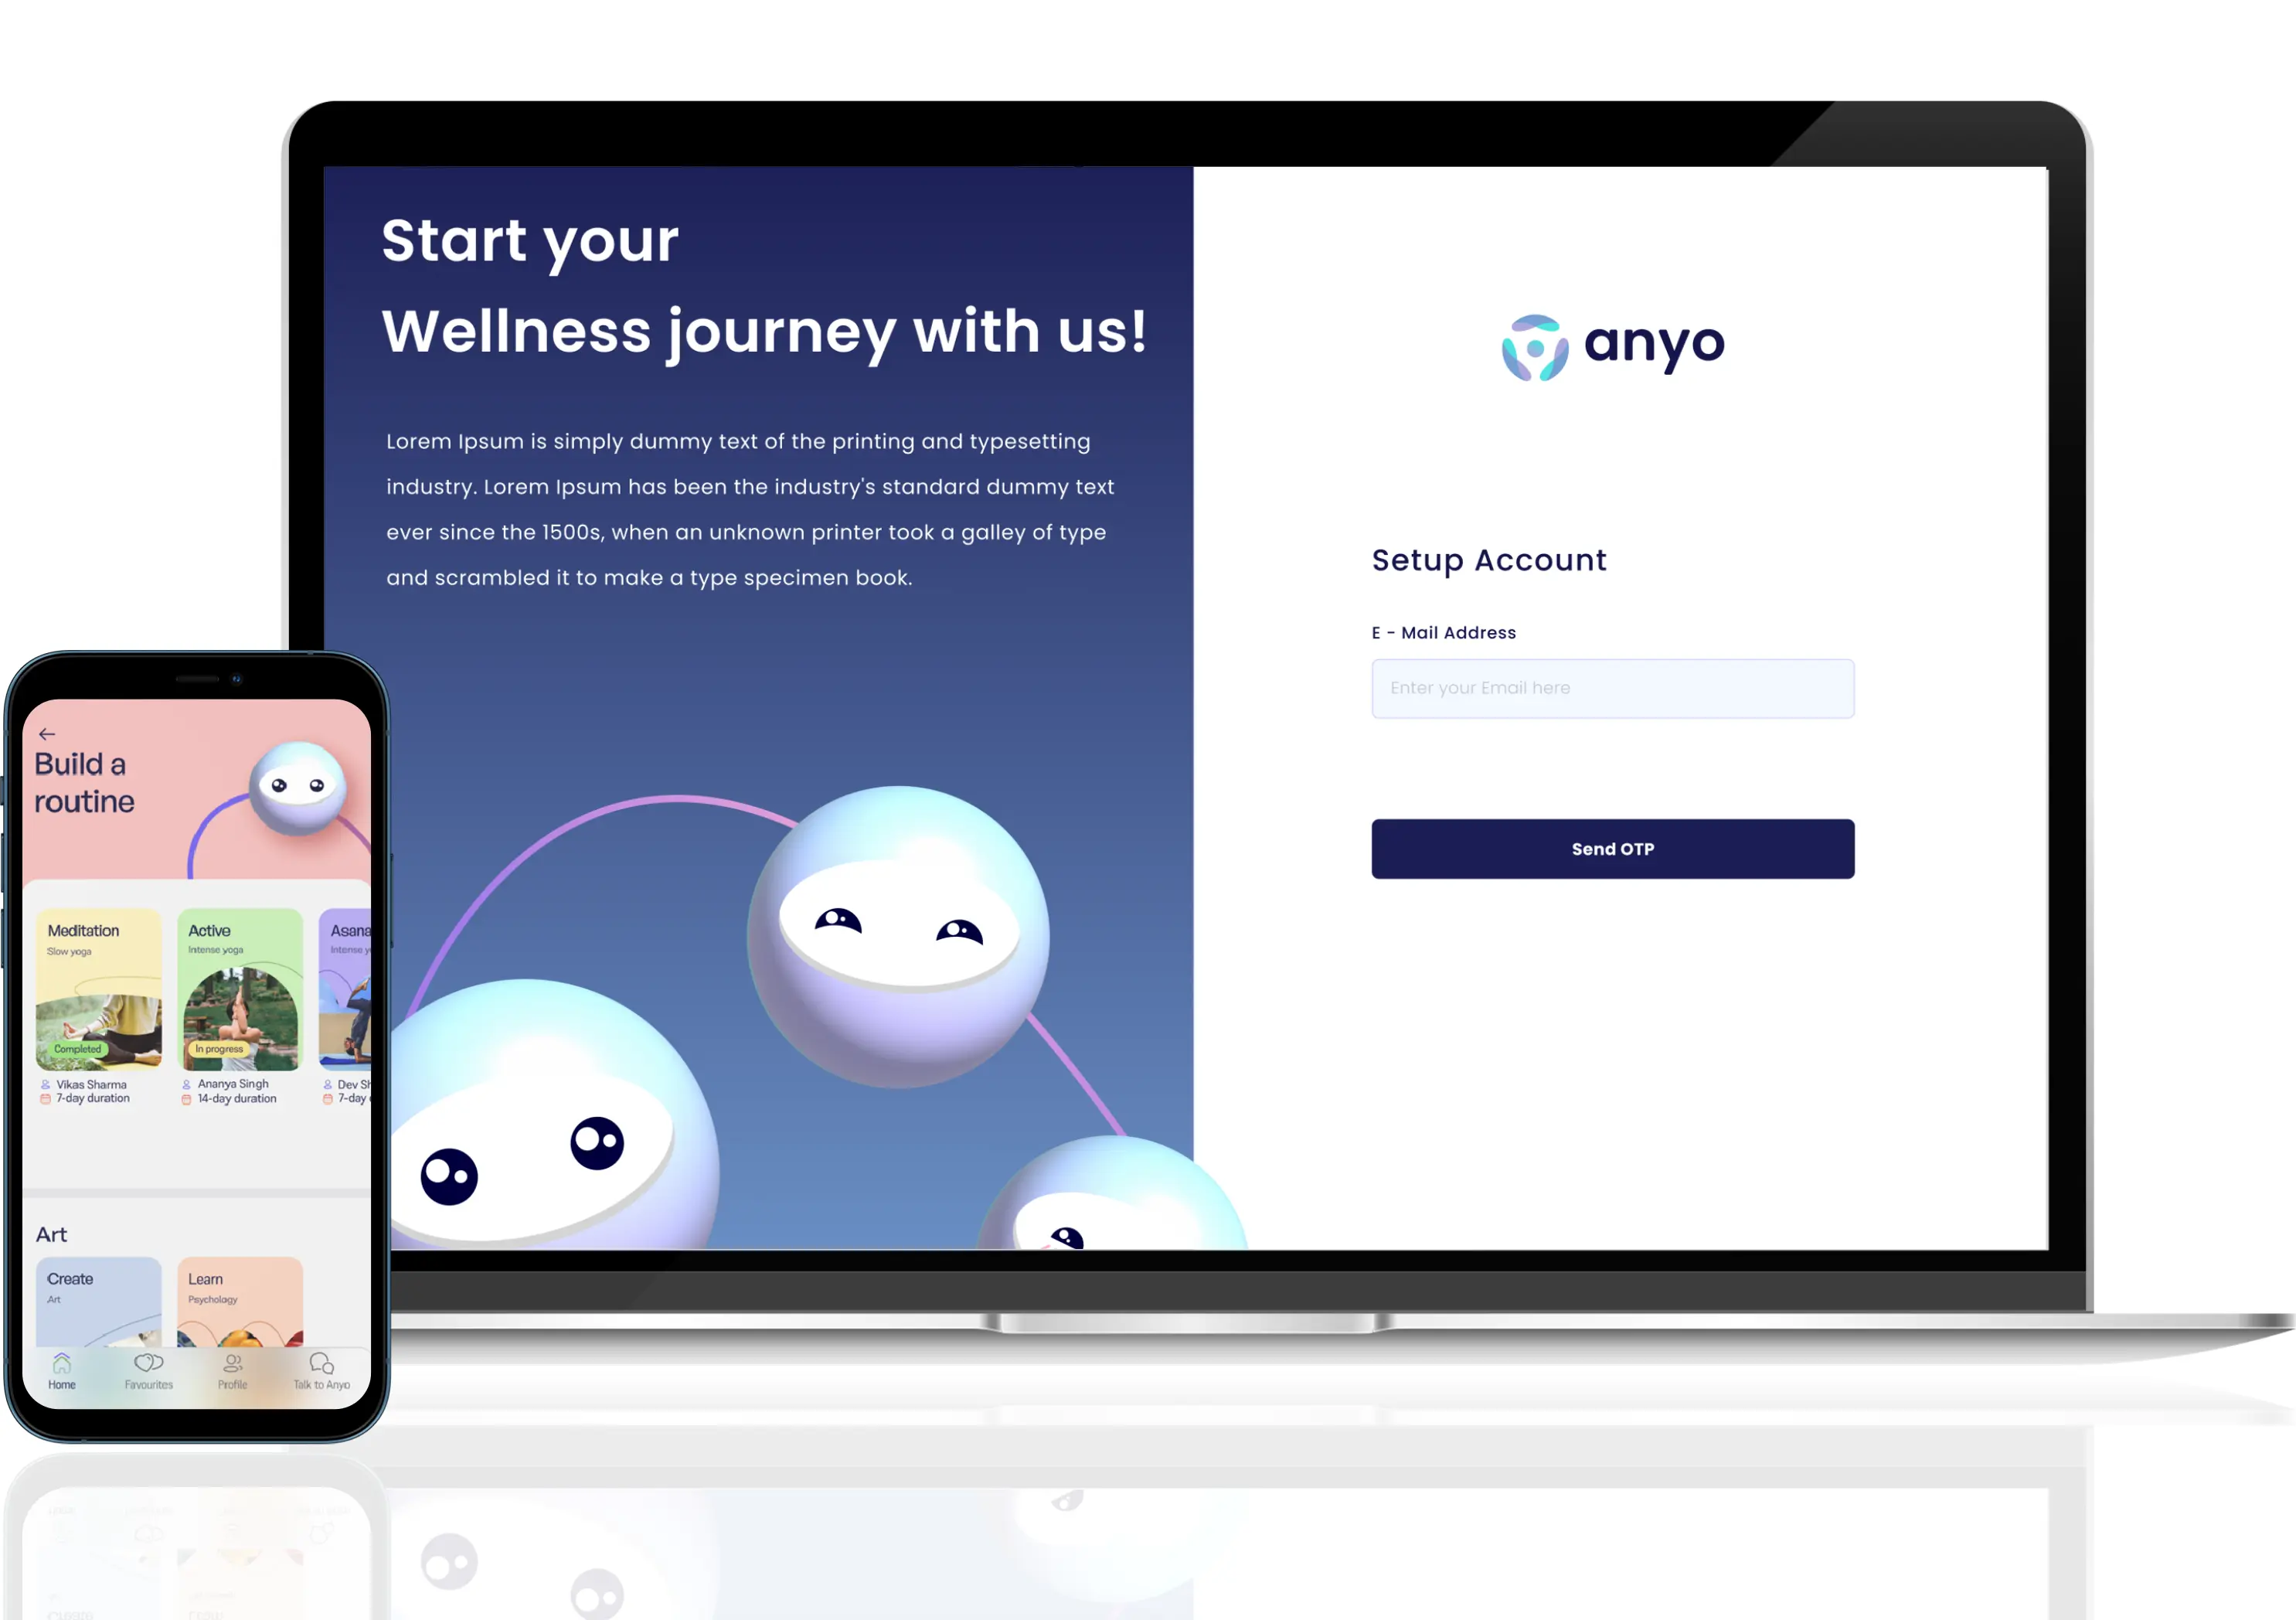 Start your
Wellness journey with us!
Lorem Ipsum is simply dummy text of the printing and typesetting
industry. Lorem Ipsum has been the industry's standard dummy text
ever since the 1500s, when an unknown printer took a galley of type
and scrambled it to make a type specimen book.
anyo
Setup Account
E - Mail Address
Enter your Email here
Send OTP
Build a
routine
Meditation
Slow yoga
Completed
Vikas Sharma
7-day duration
Active
Intense yoga
In progress
Ananya Singh
14-day duration
Asana
Intense y
Dev Sh
7-day
Art
Create
Art
Learn
Psychology
Home
Favourites
Profile
Talk to Anyo